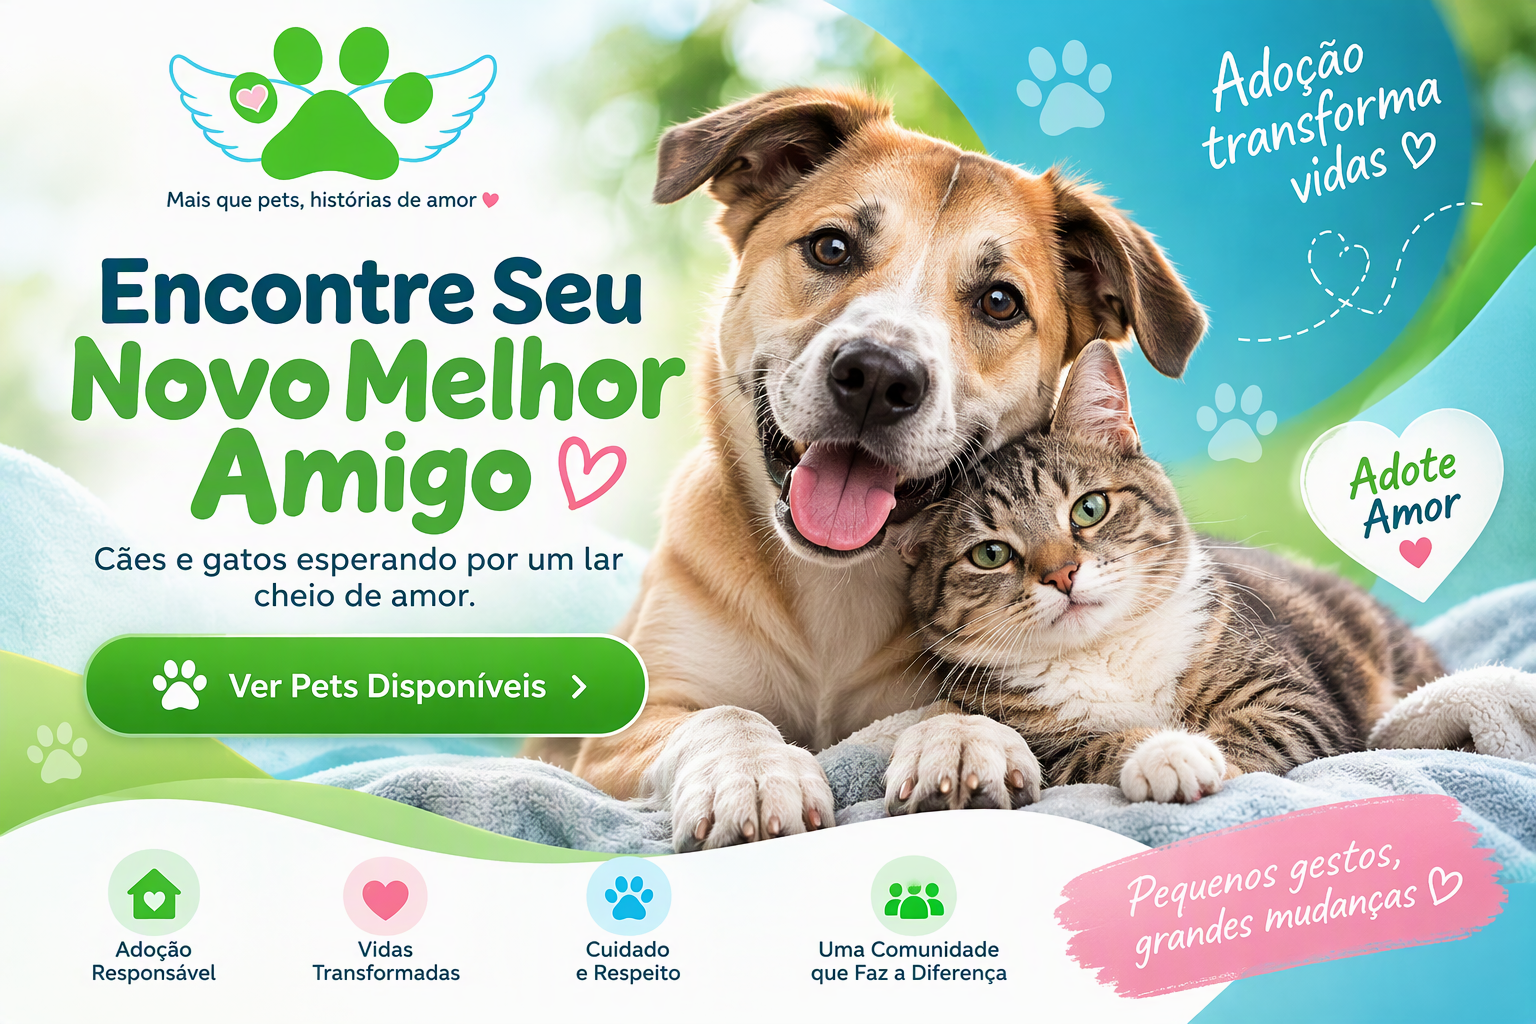 Mais que pets, histórias de amor
Encontre Seu
Novo Melhor
Amigo
Cães e gatos esperando por um lar
cheio de amor.
Ver Pets Disponíveis
Adoção
transforma
vidas
Adote
Amor
Adoção
Responsável
Vidas
Transformadas
Cuidado
e Respeito
Uma Comunidade
que Faz a Diferença
Pequenos gestos,
grandes mudanças